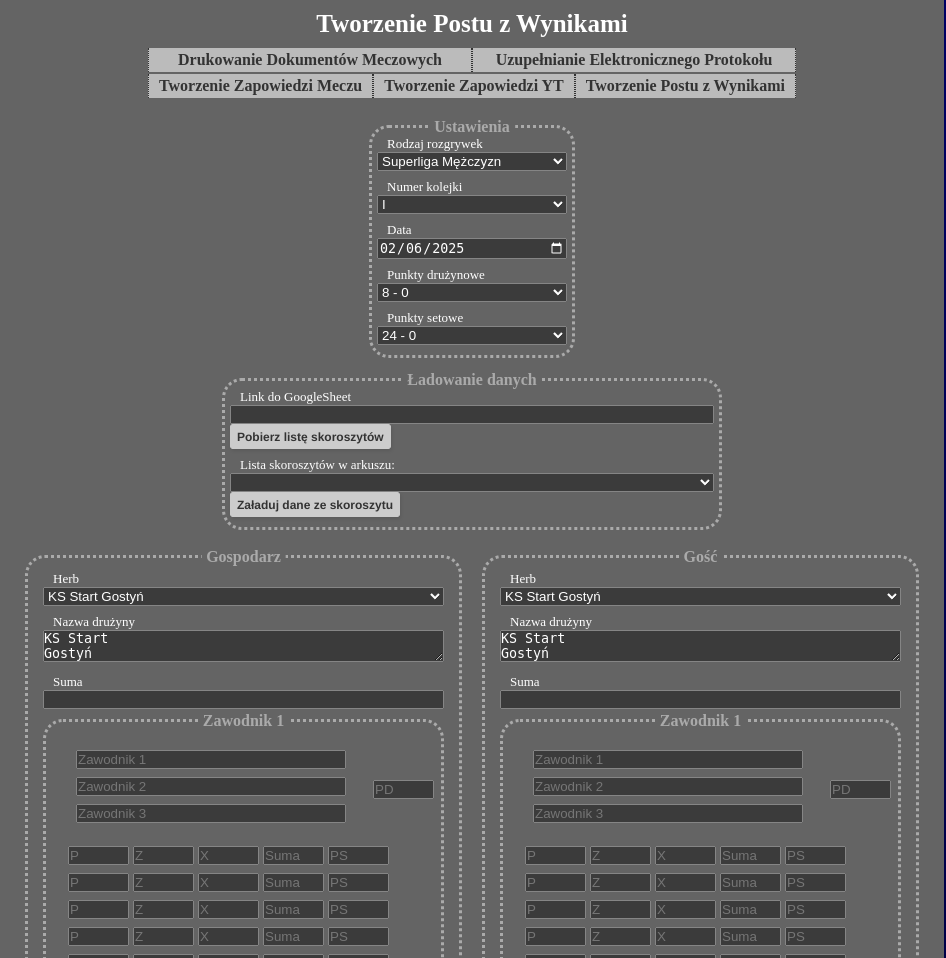 Tworzenie Postu z Wynikami
Drukowanie Dokumentów Meczowych Uzupełnianie Elektronicznego Protokołu
Tworzenie Zapowiedzi Meczu Tworzenie Zapowiedzi YT Tworzenie Postu z Wynikami
Ustawienia
Rodzaj rozgrywek
Superliga Mężczyzn
Numer kolejki
I
Data
02/06/2025
Punkty drużynowe
8 - 0
Punkty setowe
24 - 0
Ładowanie danych
Link do GoogleSheet
Pobierz listę skoroszytów
Lista skoroszytów w arkuszu:
Załaduj dane ze skoroszytu
Gospodarz
Herb
KS Start Gostyń
Nazwa drużyny
KS Start
Gostyń
Suma
Zawodnik 1
Zawodnik 1
Zawodnik 2
PD
Zawodnik 3
P Z X Suma PS
P Z X Suma PS
P Z X Suma PS
P Z X Suma PS
Gość
Herb
KS Start Gostyń
Nazwa drużyny
KS Start
Gostyń
Suma
Zawodnik 1
Zawodnik 1
Zawodnik 2
PD
Zawodnik 3
P Z X Suma PS
P Z X Suma PS
P Z X Suma PS
P Z X Suma PS